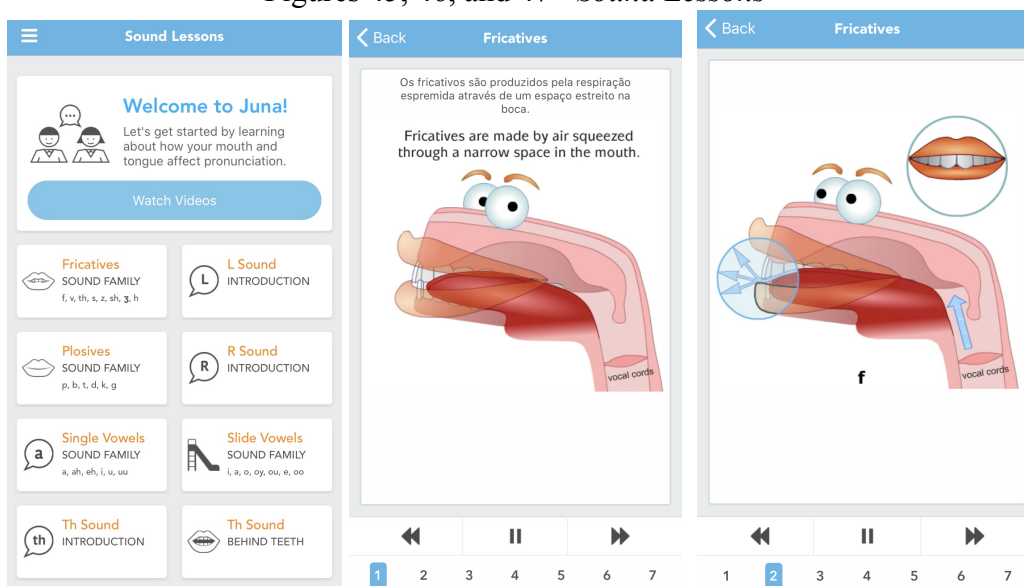 Figures and Sound Lessons
Sound Lessons
Welcome to Juna!
Let's get started by learning
about how your mouth and
tongue affect pronunciation.
Watch Videos
Fricatives
SOUND FAMILY
f, v, th, s, z, sh, ʒ, h
L
L Sound
INTRODUCTION
Plosives
SOUND FAMILY
p, b, t, d, k, g
R
R Sound
INTRODUCTION
a
Single Vowels
SOUND FAMILY
a, ah, eh, i, u, uu
Slide Vowels
SOUND FAMILY
i, a, o, oy, ou, e, oo
th
Th Sound
INTRODUCTION
Th Sound
BEHIND TEETH
Back
Fricatives
Os fricativos são produzidos pela respiração
espremida através de um espaço estreito na
boca.
Fricatives are made by air squeezed
through a narrow space in the mouth.
vocal cords
1 2 3 4 5 6 7
Back
Fricatives
f
vocal cords
1 2 3 4 5 6 7